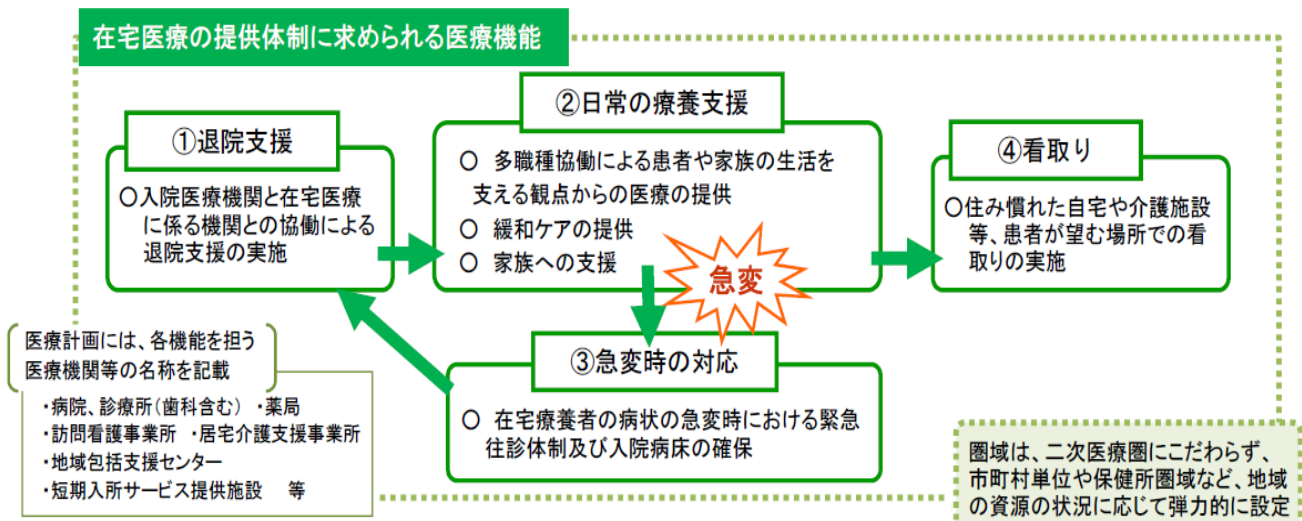 在宅医療の提供体制に求められる医療機能
①退院支援
○入院医療機関と在宅医療
に係る機関との協働による
退院支援の実施
②日常の療養支援
○ 多職種協働による患者や家族の生活を
支える観点からの医療の提供
○ 緩和ケアの提供
○ 家族への支援
急変
④看取り
○住み慣れた自宅や介護施設
等、患者が望む場所での看
取りの実施
③急変時の対応
○ 在宅療養者の病状の急変時における緊急
往診体制及び入院病床の確保
医療計画には、各機能を担う
医療機関等の名称を記載
・病院、診療所(歯科含む) ・薬局
・訪問看護事業所 ・居宅介護支援事業所
・地域包括支援センター
・短期入所サービス提供施設 等
圏域は、二次医療圏にこだわらず、
市町村単位や保健所圏域など、地域
の資源の状況に応じて弾力的に設定